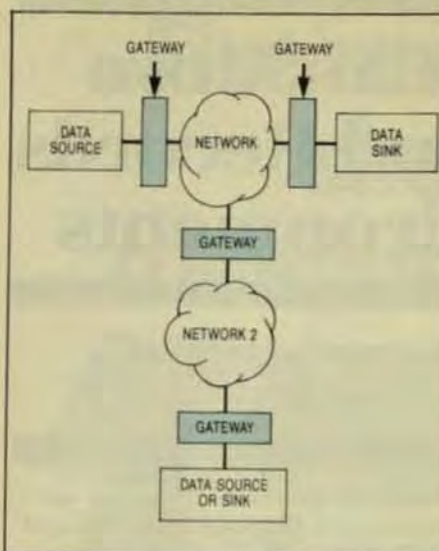 GATEWAY
GATEWAY
DATA
SOURCE
NETWORK
DATA
SINK
GATEWAY
NETWORK 2
GATEWAY
DATA SOURCE
OR SINK